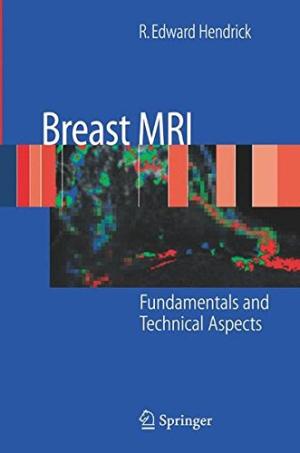 R. Edward Hendrick
Breast MRI
Fundamentals and
Technical Aspects
Springer